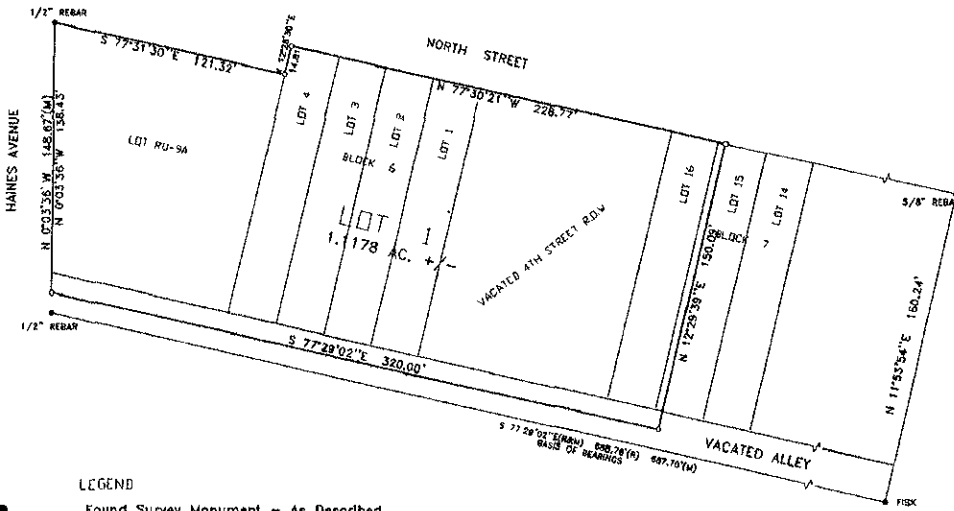 1/2" REBAR
N 12°28'30"E
14.81
S 77°31'30"E 121.32'
NORTH STREET
N 77°30'21"W 228.77'
HAINES AVENUE
N 0°03'36"W 148.67'(M)
N 0°03'36"W 138.43'
LOT RU-9A
LOT 4
LOT 3
LOT 2
LOT 1
BLOCK 6
LOT 1
1.1178 AC. +/-
VACATED 4TH STREET R.O.W
LOT 16
LOT 15
LOT 14
BLOCK 7
N 12°29'39"E 150.09'
5/8" REBAR
N 11°53'54"E 160.24'
1/2" REBAR
S 77°29'02"E 320.00'
S 77°29'02"E(R&M) 688.78'(R) 687.70'(M)
BASIS OF BEARINGS
VACATED ALLEY
FISK
LEGEND
Found Survey Monument - As Described